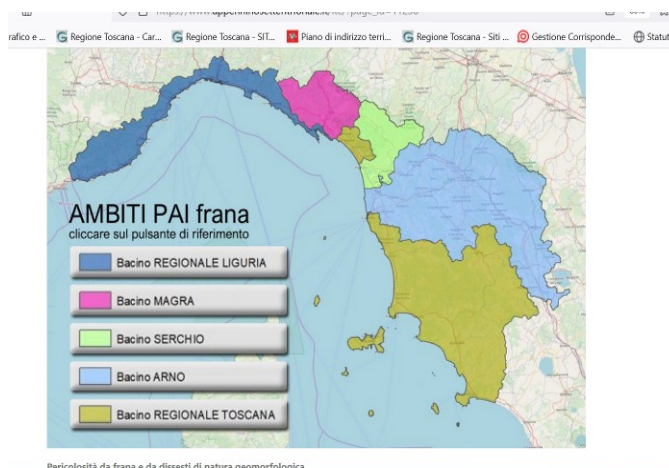 rafico e ... Regione Toscana - Car... Regione Toscana - SIT... Piano di indirizzo terri... Regione Toscana - Siti ... Gestione Corrisponde... Statut
AMBITI PAI frana
cliccare sul pulsante di riferimento
Bacino REGIONALE LIGURIA
Bacino MAGRA
Bacino SERCHIO
Bacino ARNO
Bacino REGIONALE TOSCANA
Pericolosità da frana e da dissesti di natura geomorfologica